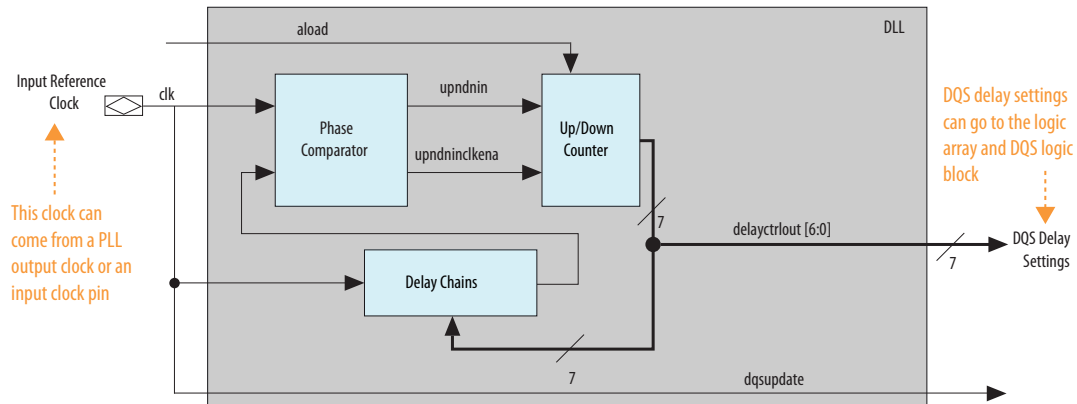 aload
DLL
Input Reference
Clock
clk
Phase
Comparator
upndnin
upndninclkena
Up/Down
Counter
DQS delay settings
can go to the logic
array and DQS logic
block
This clock can
come from a PLL
output clock or an
input clock pin
7
delayctrlout [6:0]
7
DQS Delay
Settings
Delay Chains
7
dqsupdate